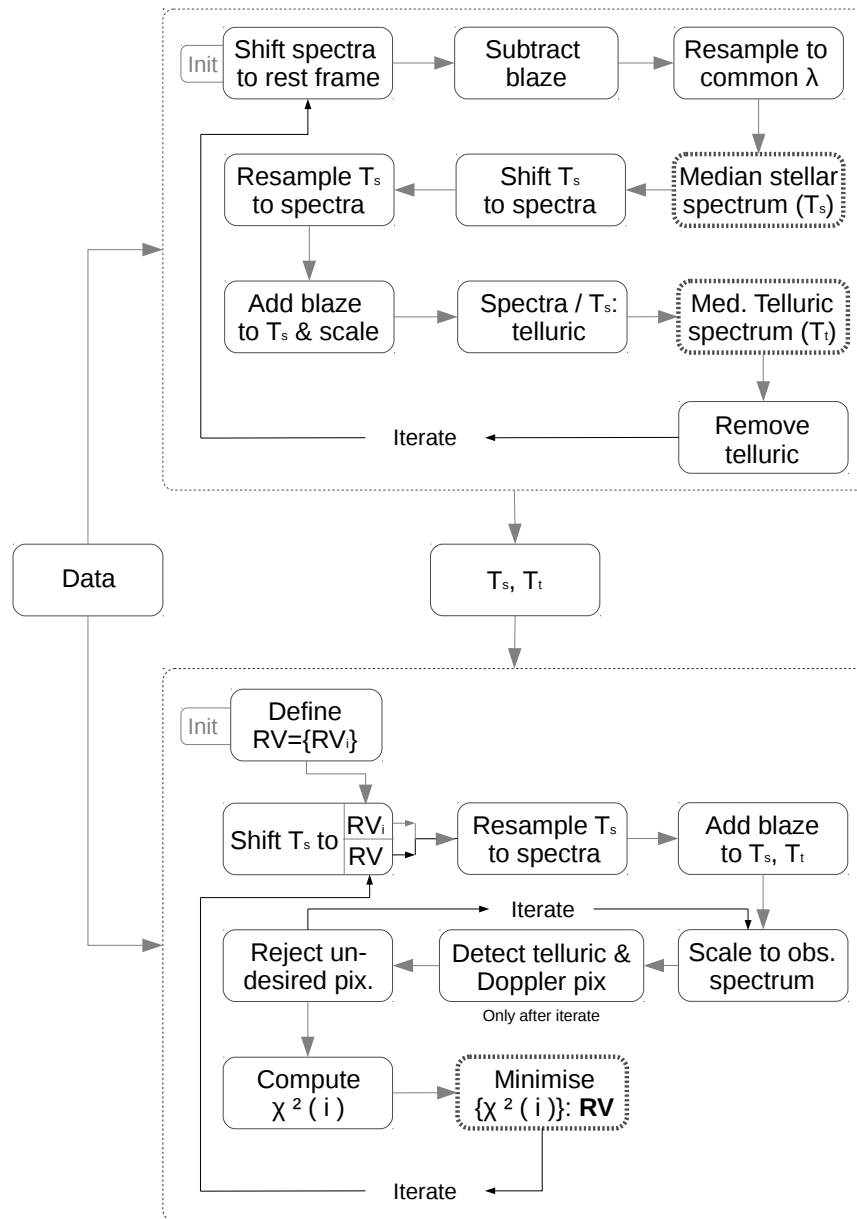 Init
Shift spectra
to rest frame
Subtract
blaze
Resample to
common λ
Resample Tₛ
to spectra
Shift Tₛ
to spectra
Median stellar
spectrum (Tₛ)
Add blaze
to Tₛ & scale
Spectra / Tₛ:
telluric
Med. Telluric
spectrum (Tₜ)
Iterate
Remove
telluric
Data
Tₛ, Tₜ
Init
Define
RV={RVᵢ}
Shift Tₛ to
RVᵢ
RV
Resample Tₛ
to spectra
Add blaze
to Tₛ, Tₜ
Iterate
Reject un-
desired pix.
Detect telluric &
Doppler pix
Only after iterate
Scale to obs.
spectrum
Compute
χ ² ( i )
Minimise
{χ ² ( i )}: RV
Iterate